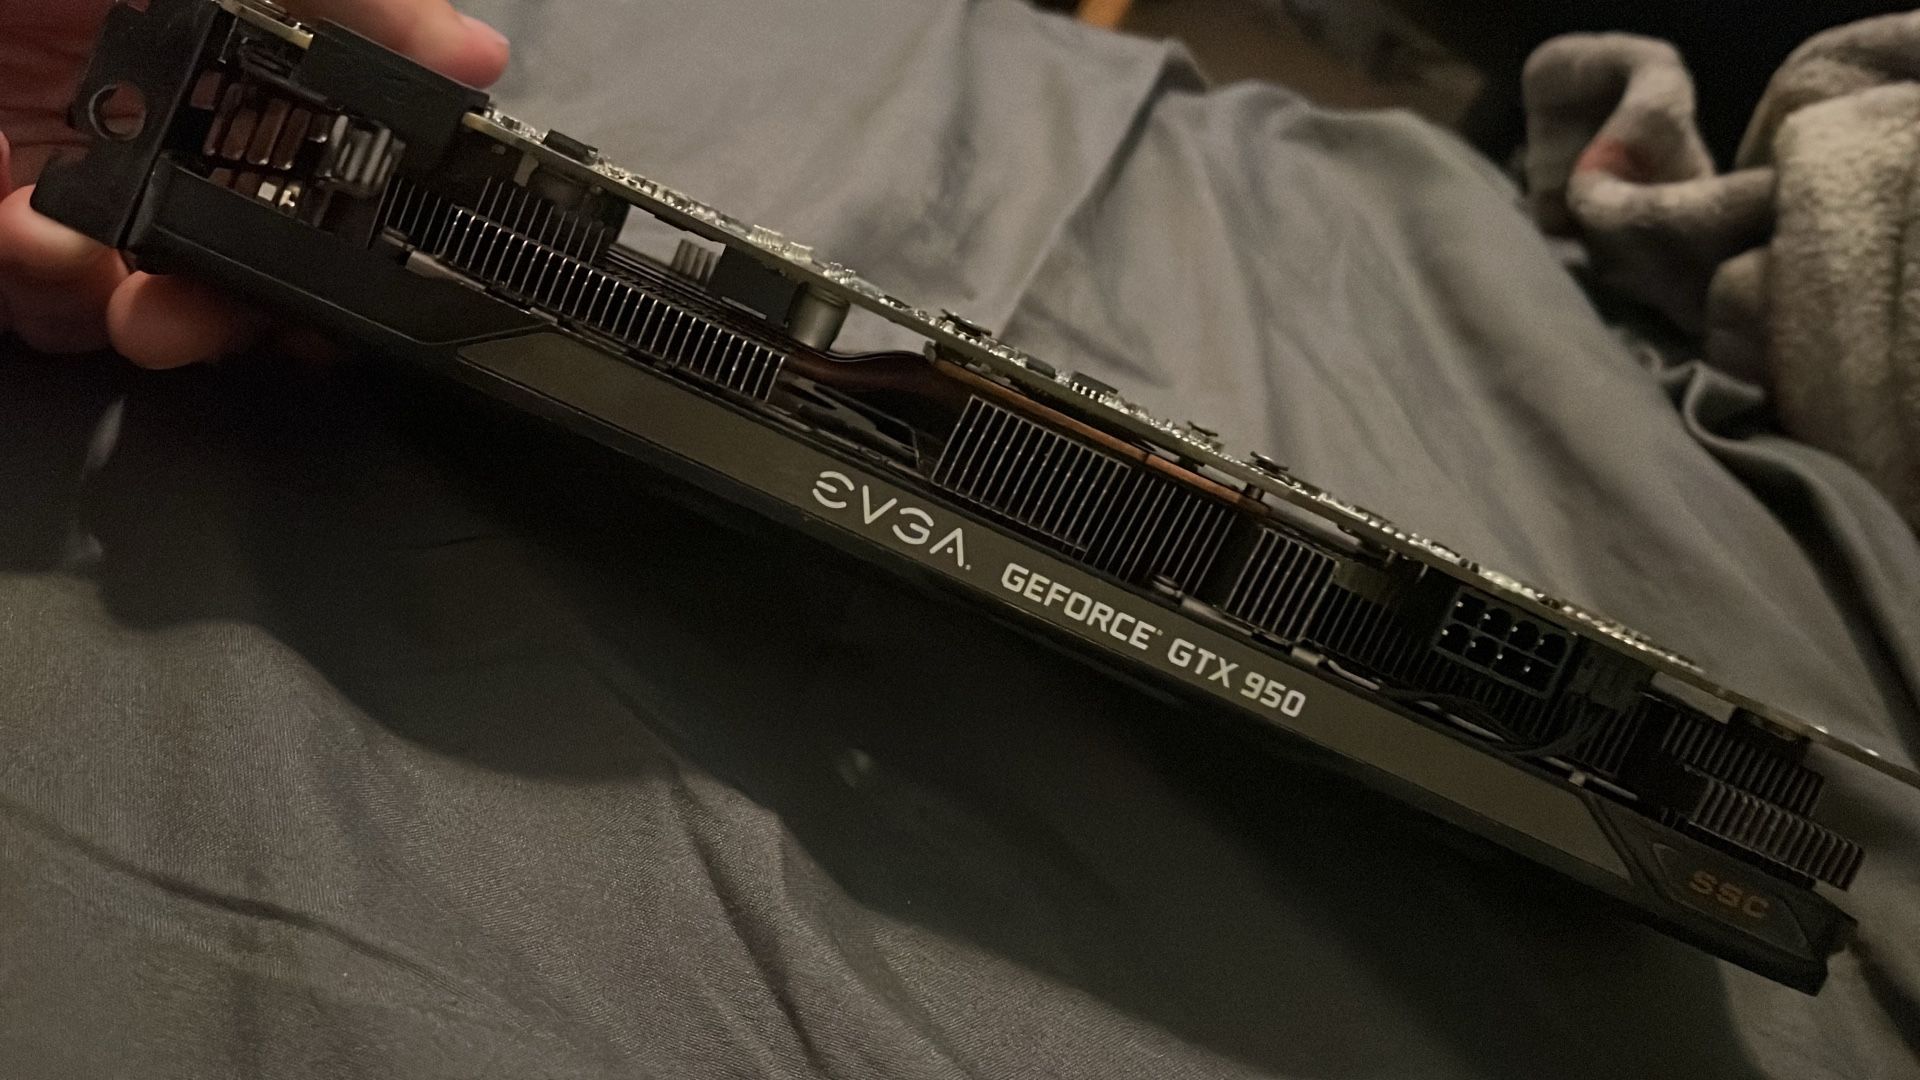 EVGA. GEFORCE® GTX 950
SSC